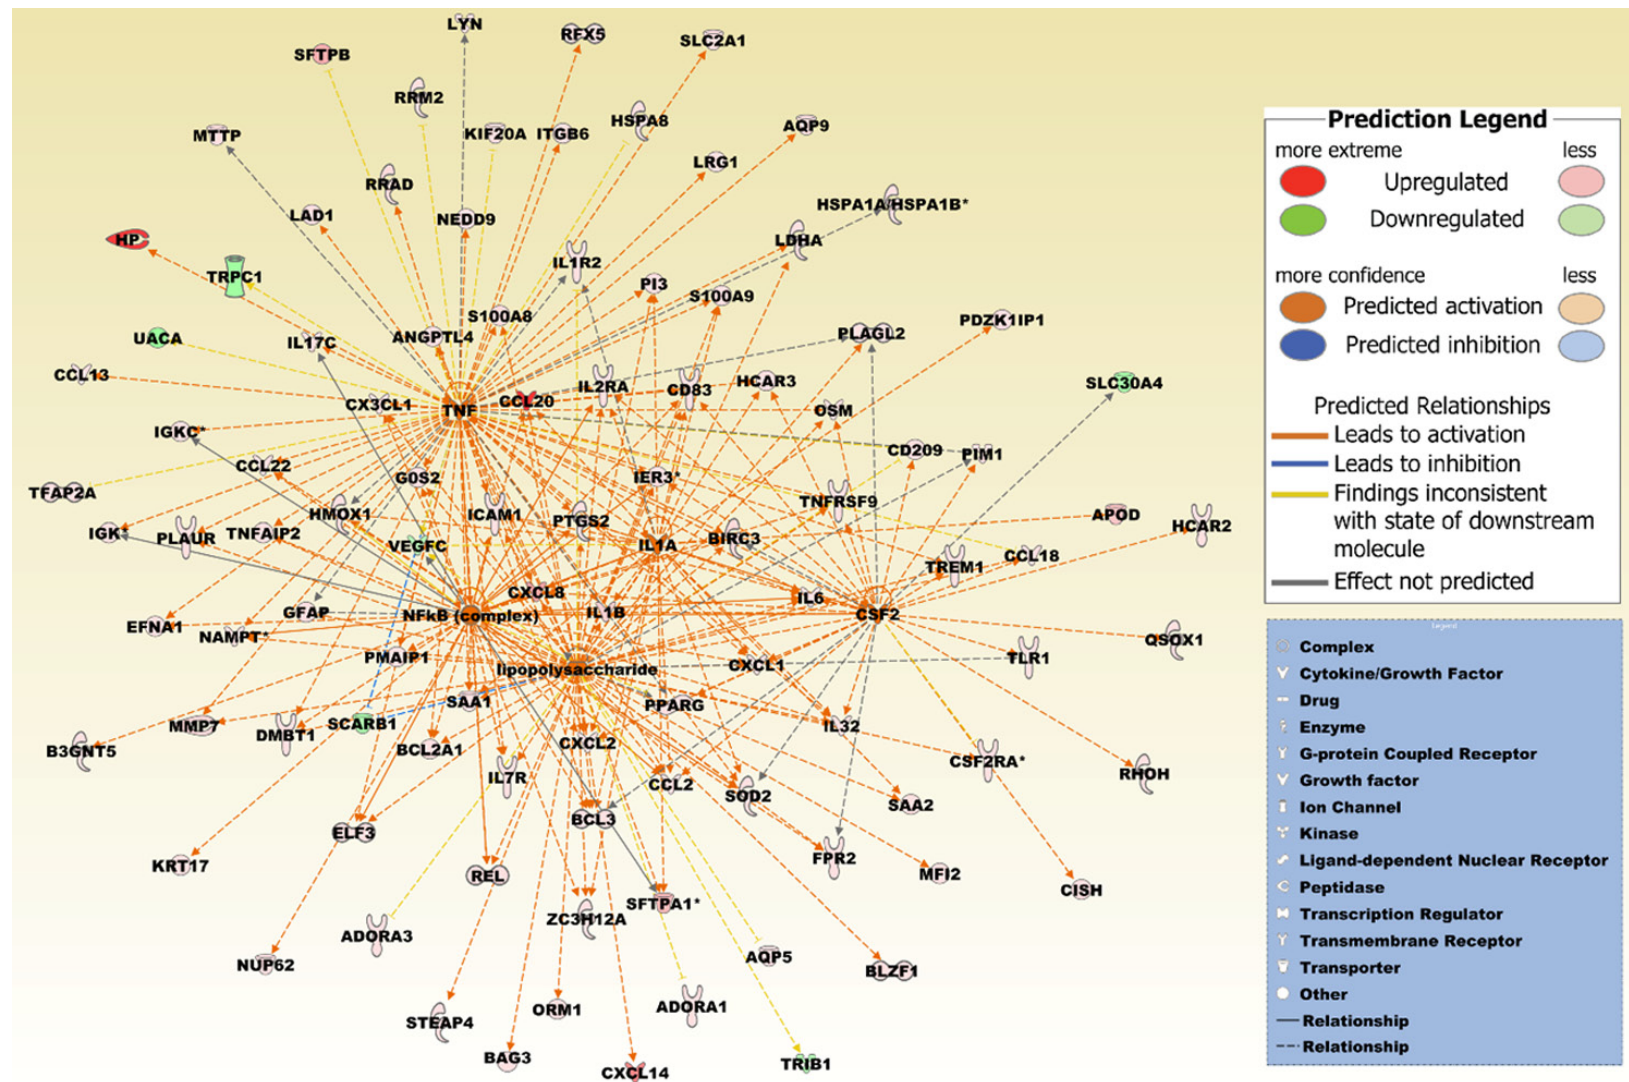 LYN
RFX5
SLC2A1
SFTPB
RRM2
HSPA8
AQP9
MTTP
KIF20A
ITGB6
LRG1
RRAD
HSPA1A/HSPA1B*
LAD1
NEDD9
HP
LDHA
TRPC1
IL1R2
PI3
S100A9
S100A8
PDZK1IP1
UACA
IL17C
ANGPTL4
PLAGL2
CCL13
IL2RA
CD83
HCAR3
SLC30A4
CX3CL1
TNF
CCL20
OSM
IGKC*
CD209
PIM1
CCL22
G0S2
IER3*
TFAP2A
TNFRSF9
HMOX1
ICAM1
PTGS2
APOD
HCAR2
IGK*
PLAUR
TNFAIP2
VEGFC
IL1A
BIRC3
CCL18
TREM1
CXCL8
IL6
GFAP
NFkB (complex)
IL1B
CSF2
EFNA1
NAMPT*
QSOX1
PMAIP1
lipopolysaccharide
CXCL1
TLR1
SAA1
PPARG
MMP7
DMBT1
SCARB1
IL32
B3GNT5
BCL2A1
CXCL2
CSF2RA*
IL7R
CCL2
SOD2
RHOH
SAA2
ELF3
BCL3
KRT17
REL
FPR2
MFI2
CISH
ZC3H12A
SFTPA1*
ADORA3
AQP5
NUP62
BLZF1
STEAP4
ORM1
ADORA1
BAG3
CXCL14
TRIB1
Prediction Legend
more extreme less
Upregulated
Downregulated
more confidence less
Predicted activation
Predicted inhibition
Predicted Relationships
Leads to activation
Leads to inhibition
Findings inconsistent
with state of downstream
molecule
Effect not predicted
Legend
Complex
Cytokine/Growth Factor
Drug
Enzyme
G-protein Coupled Receptor
Growth factor
Ion Channel
Kinase
Ligand-dependent Nuclear Receptor
Peptidase
Transcription Regulator
Transmembrane Receptor
Transporter
Other
Relationship
Relationship